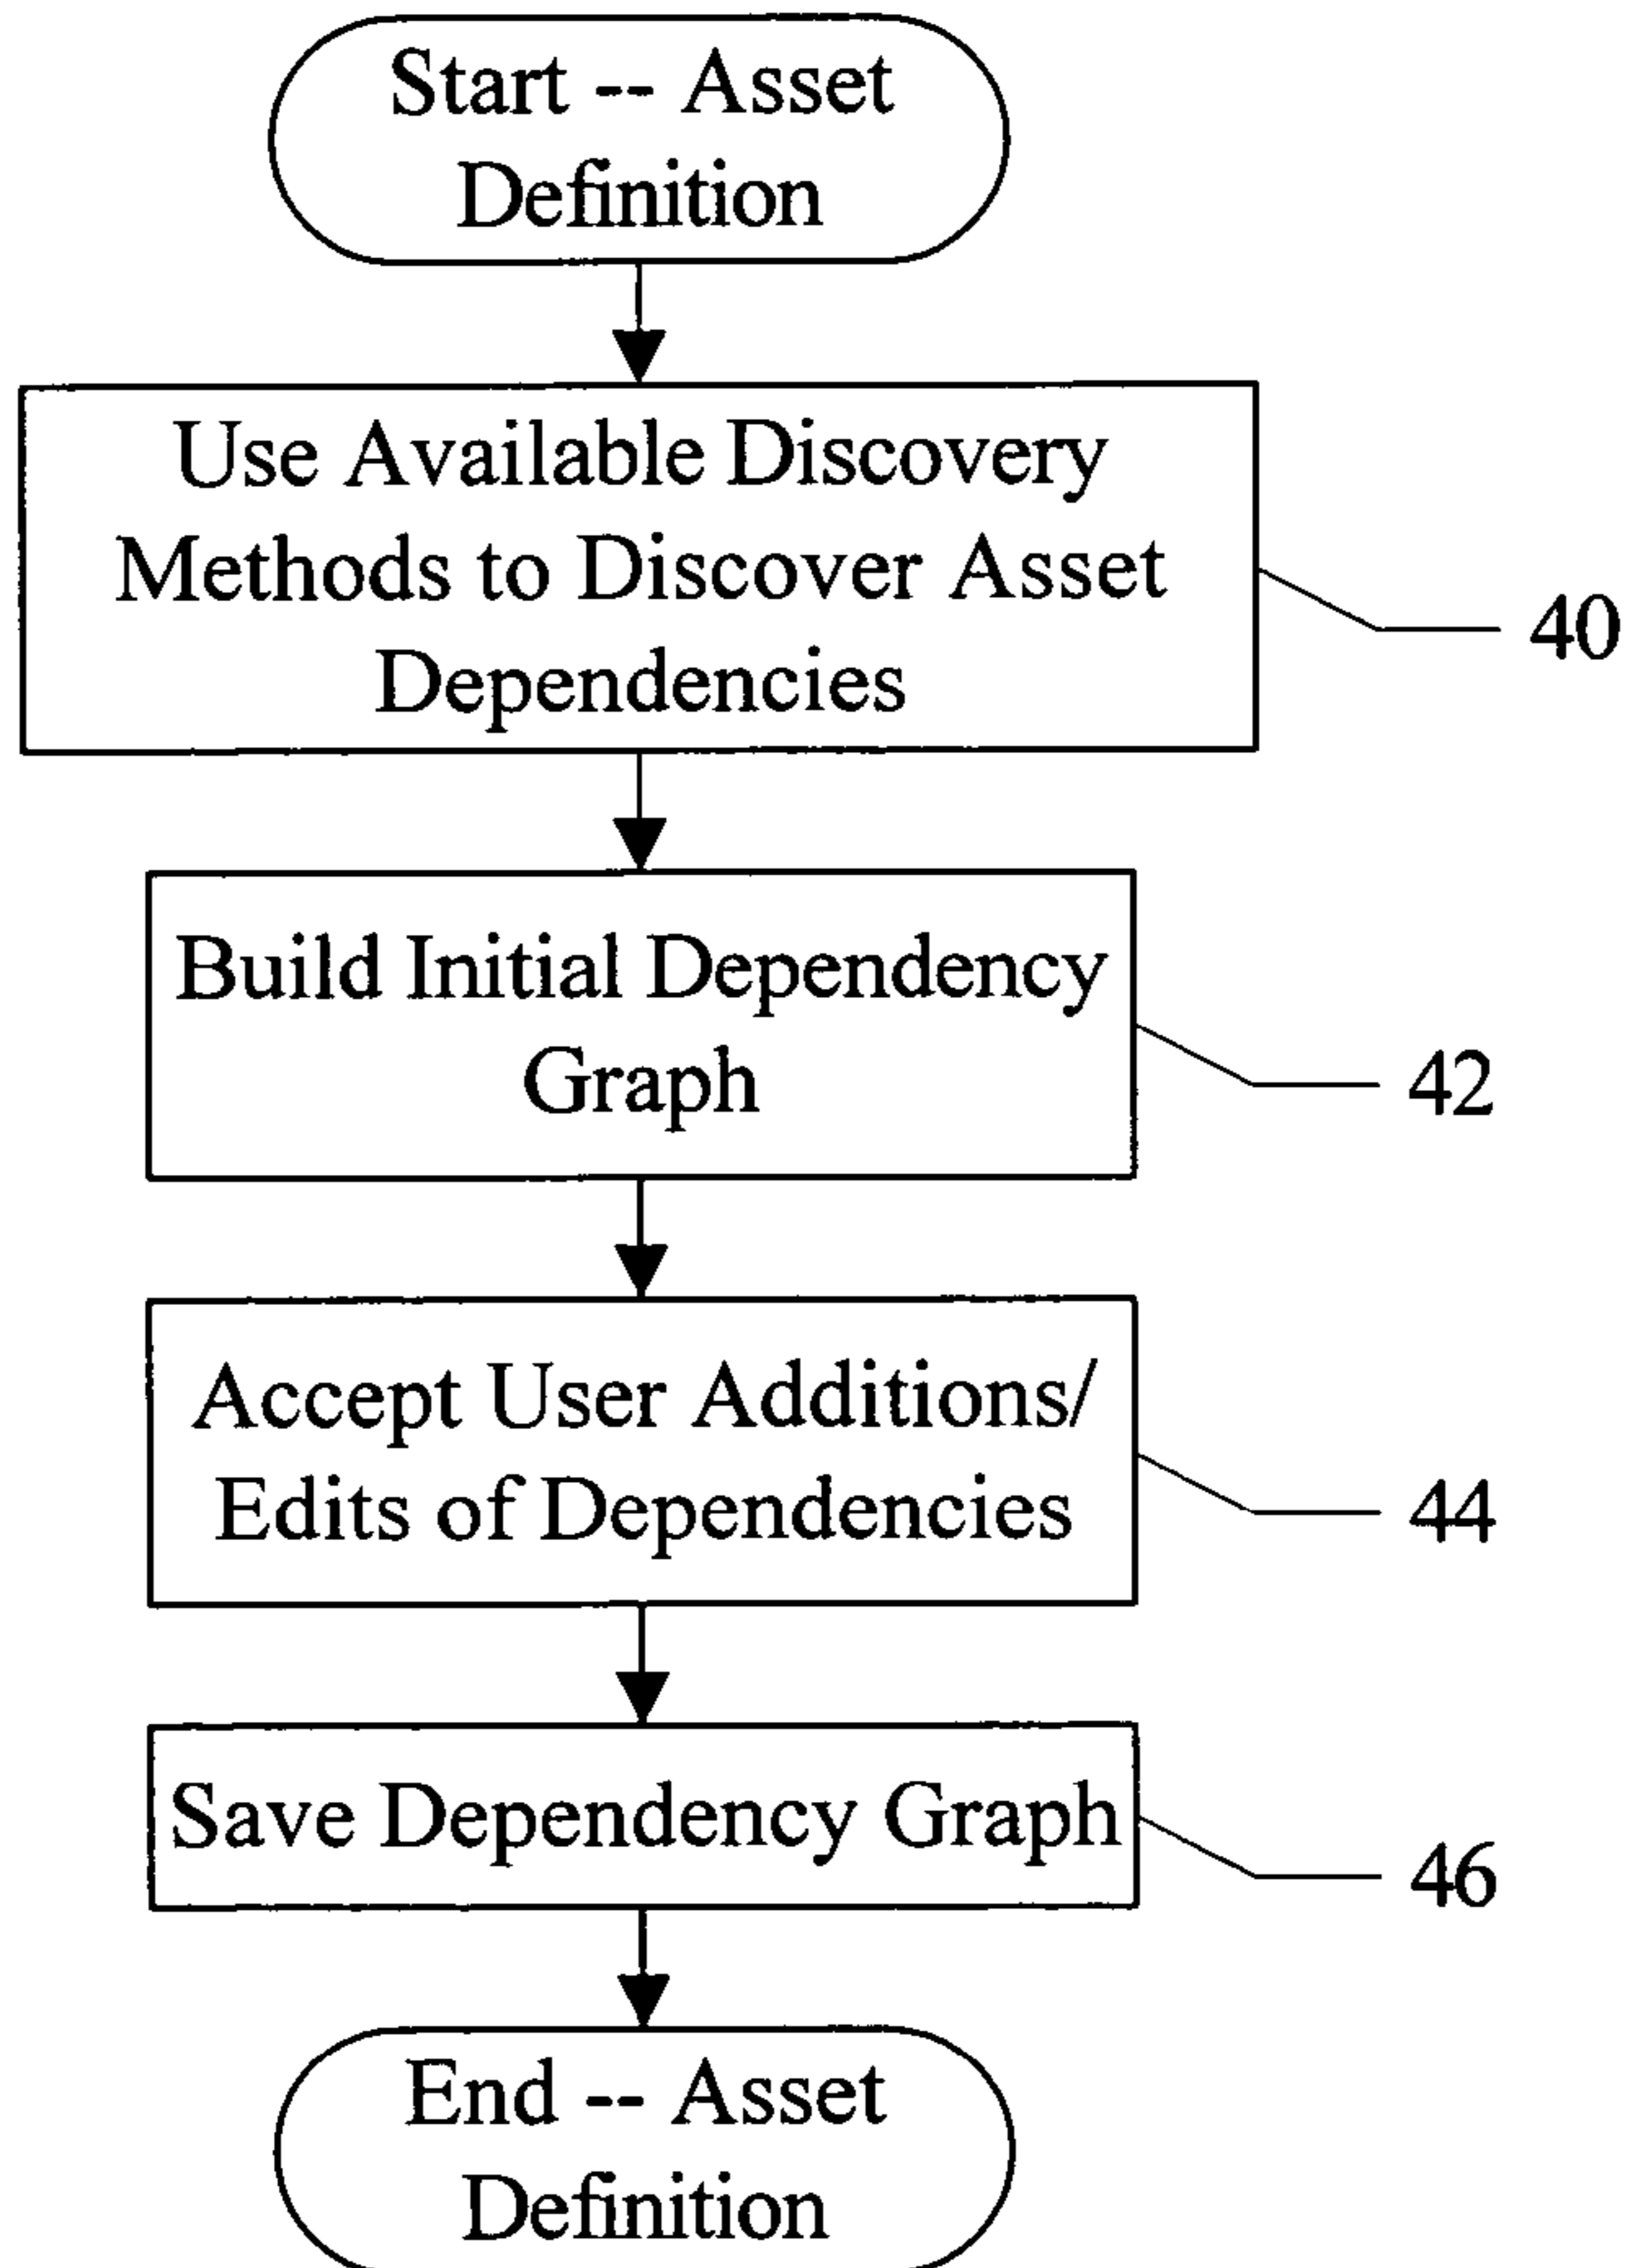 Start -- Asset
Definition
Use Available Discovery
Methods to Discover Asset
Dependencies
40
Build Initial Dependency
Graph
42
Accept User Additions/
Edits of Dependencies
44
Save Dependency Graph
46
End -- Asset
Definition